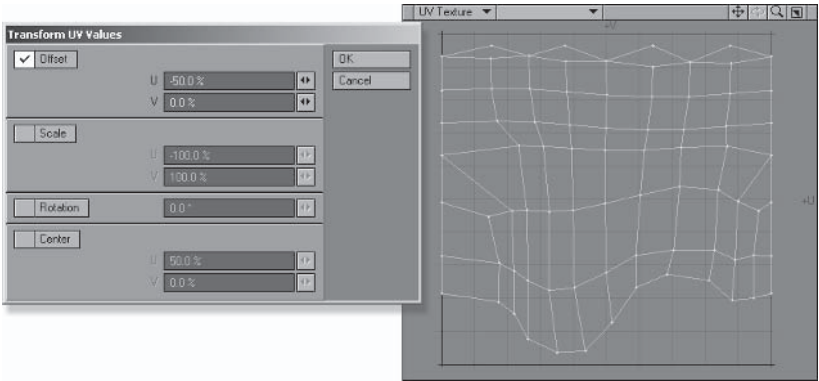 Transform UV Values
Offset
U -50.0 %
V 0.0 %
Scale
U -100.0 %
V 100.0 %
Rotation 0.0 °
Center
U 50.0 %
V 0.0 %
OK
Cancel
UV Texture
+U